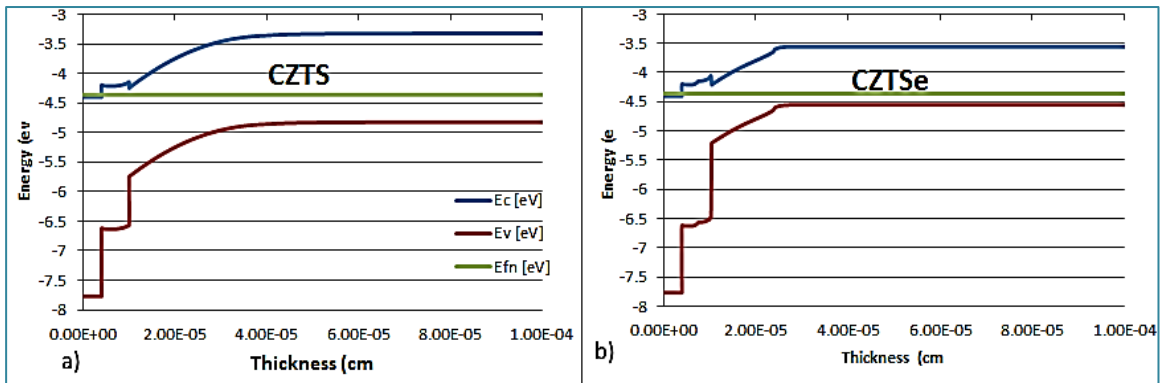 -3
-3.5
-4
-4.5
-5
-5.5
-6
-6.5
-7
-7.5
-8
Energy (ev
CZTS
Ec [eV]
Ev [eV]
Efn [eV]
0.000E+00 2.00E-05 4.00E-05 6.00E-05 8.00E-05 1.00E-04
a)
Thickness (cm
-3
-3.5
-4
-4.5
-5
-5.5
-6
-6.5
-7
-7.5
-8
Energy (e
CZTSe
0.000E+00 2.00E-05 4.00E-05 6.00E-05 8.00E-05 1.00E-04
b)
Thickness (cm